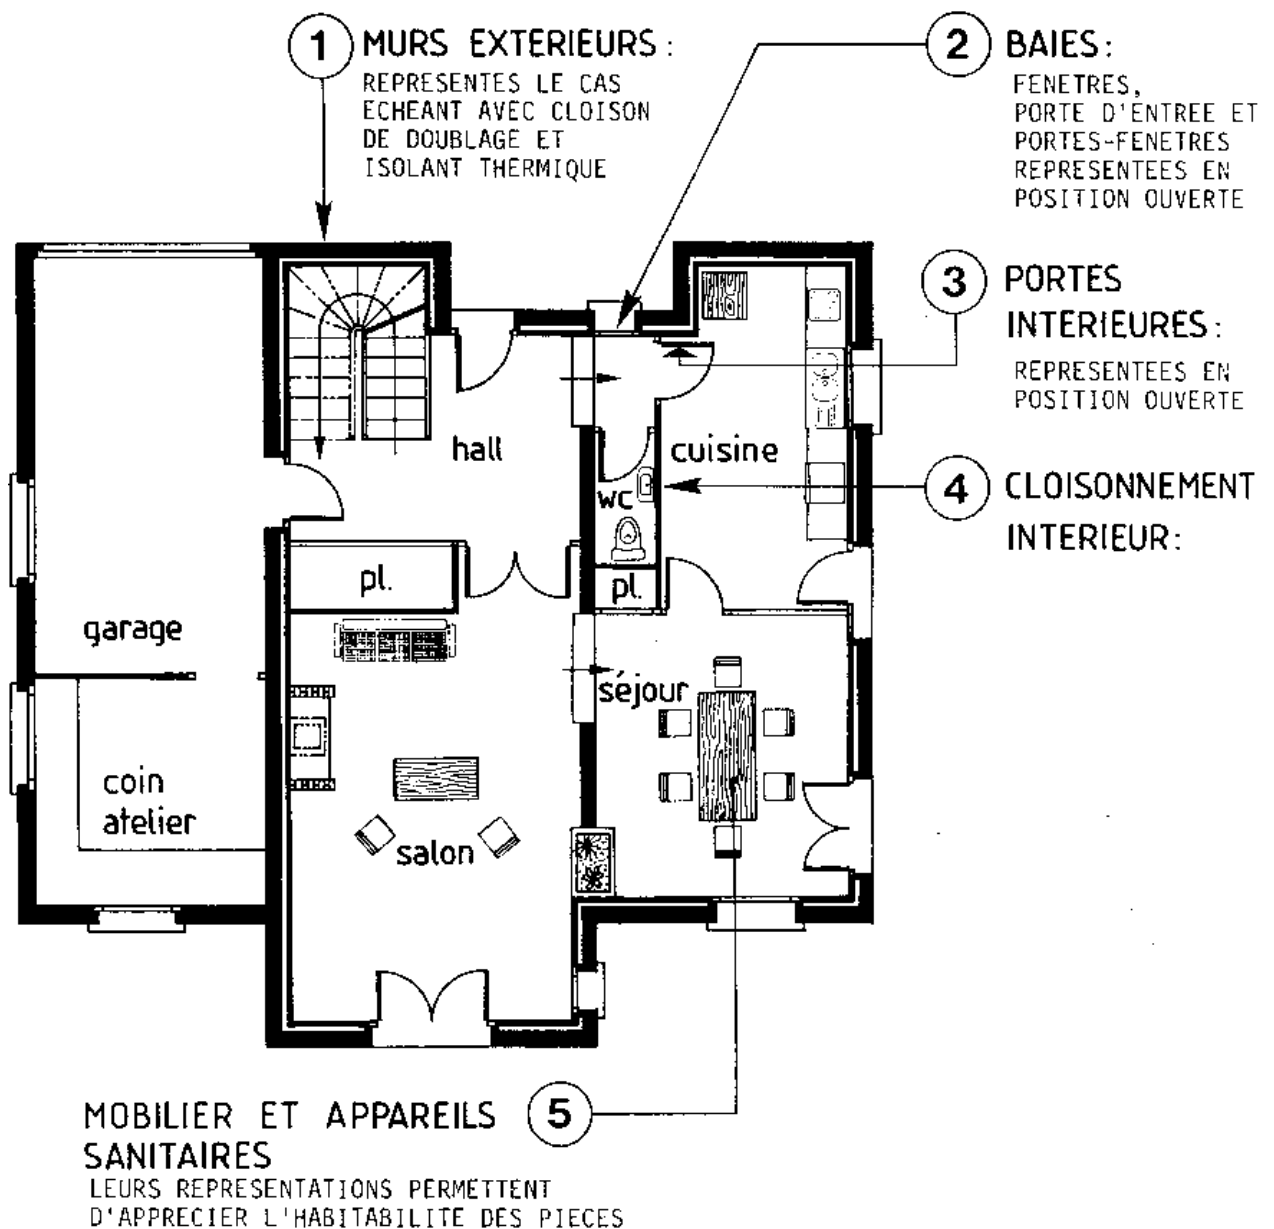 1 MURS EXTERIEURS :
REPRESENTES LE CAS
ECHEANT AVEC CLOISON
DE DOUBLAGE ET
ISOLANT THERMIQUE
2 BAIES :
FENETRES,
PORTE D'ENTREE ET
PORTES-FENETRES
REPRESENTEES EN
POSITION OUVERTE
3 PORTES
INTERIEURES :
REPRESENTEES EN
POSITION OUVERTE
4 CLOISONNEMENT
INTERIEUR :
hall
cuisine
wc
pl.
pl.
garage
séjour
coin
atelier
salon
MOBILIER ET APPAREILS 5
SANITAIRES
LEURS REPRESENTATIONS PERMETTENT
D'APPRECIER L'HABITABILITE DES PIECES